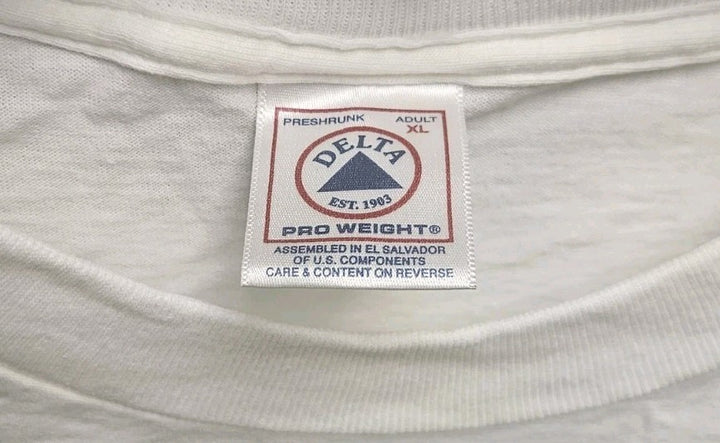 PRESHRUNK ADULT
XL
DELTA
EST. 1903
PRO WEIGHT®
ASSEMBLED IN EL SALVADOR
OF U.S. COMPONENTS
CARE & CONTENT ON REVERSE